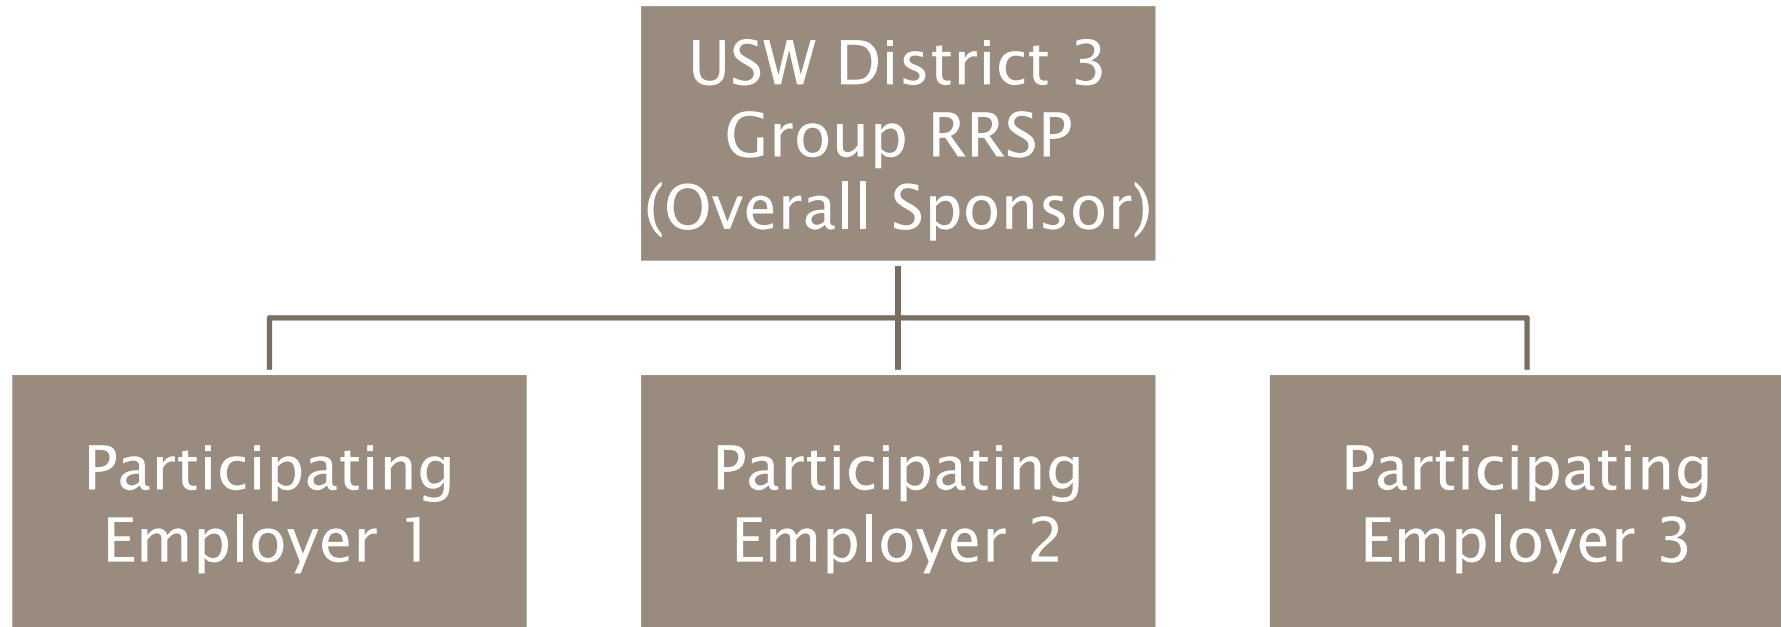 USW District 3
Group RRSP
(Overall Sponsor)
Participating
Employer 1
Participating
Employer 2
Participating
Employer 3